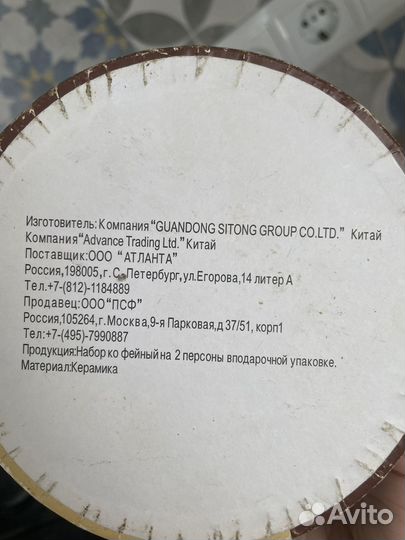 Изготовитель: Компания “GUANDONG SITONG GROUP CO.LTD.” Китай
Компания“Advance Trading Ltd.”Китай
Поставщик:ООО “АТЛАНТА”
Россия,198005,г.С.Петербург,ул.Егорова,14 литер А
Тел.+7-(812)-1184889
Продавец:ООО“ПСФ”
Россия,105264,г.Москва,9-я Парковая,д 37/51, корп1
Тел:+7-(495)-7990887
Продукция:Набор ко фейный на 2 персоны вподарочной упаковке.
Материал:Керамика
Avito